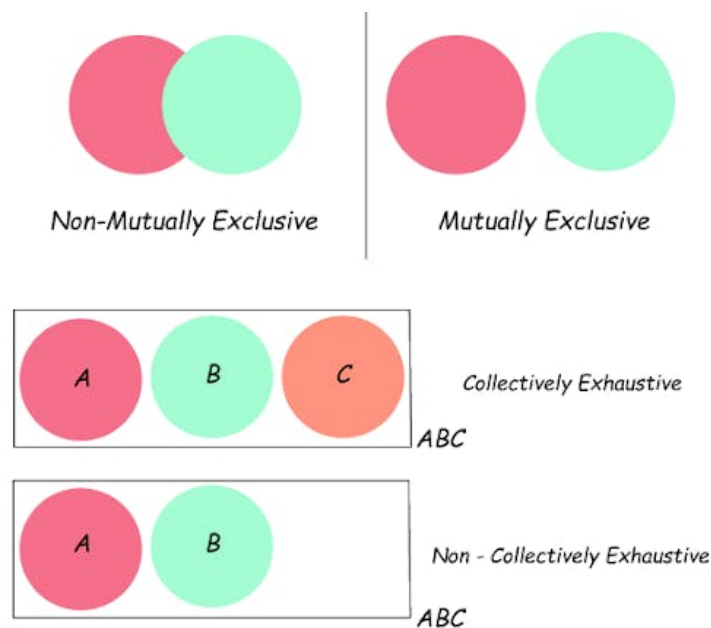 Non-Mutually Exclusive
Mutually Exclusive
A
B
C
Collectively Exhaustive
ABC
A
B
Non - Collectively Exhaustive
ABC